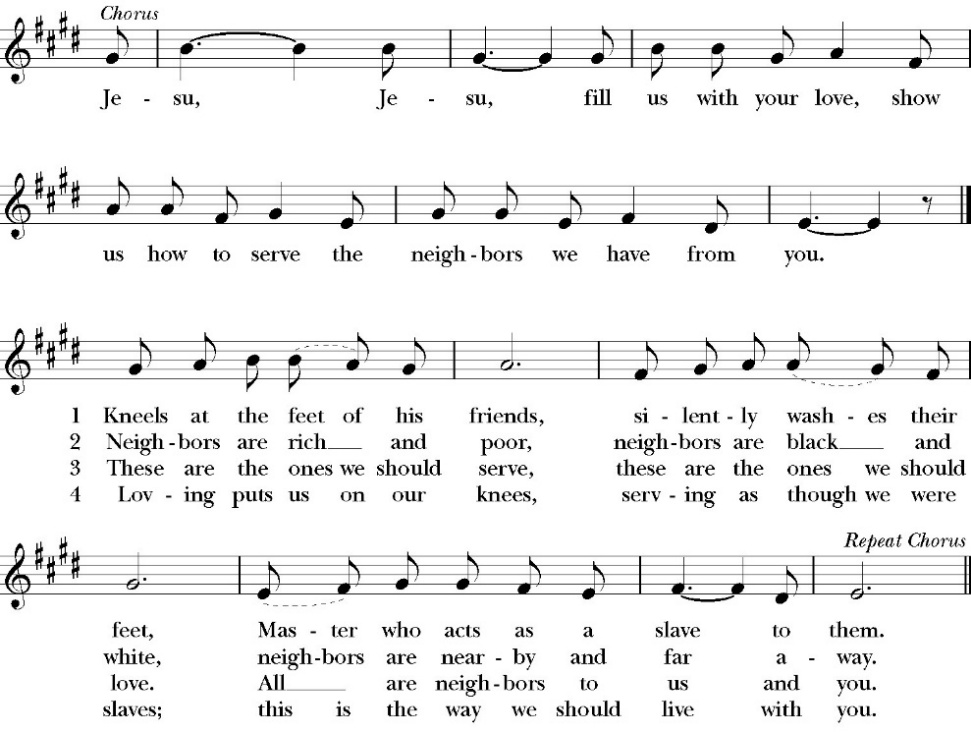 Chorus
Je - su, Je - su, fill us with your love, show
us how to serve the neigh - bors we have from you.
1 Kneels at the feet of his friends, si - lent - ly wash - es their
2 Neigh - bors are rich and poor, neigh - bors are black and
3 These are the ones we should serve, these are the ones we should
4 Lov - ing puts us on our knees, serv - ing as though we were
Repeat Chorus
feet, Mas - ter who acts as a slave to them.
white, neigh - bors are near - by and far a - way.
love. All are neigh - bors to us and you.
slaves; this is the way we should live with you.